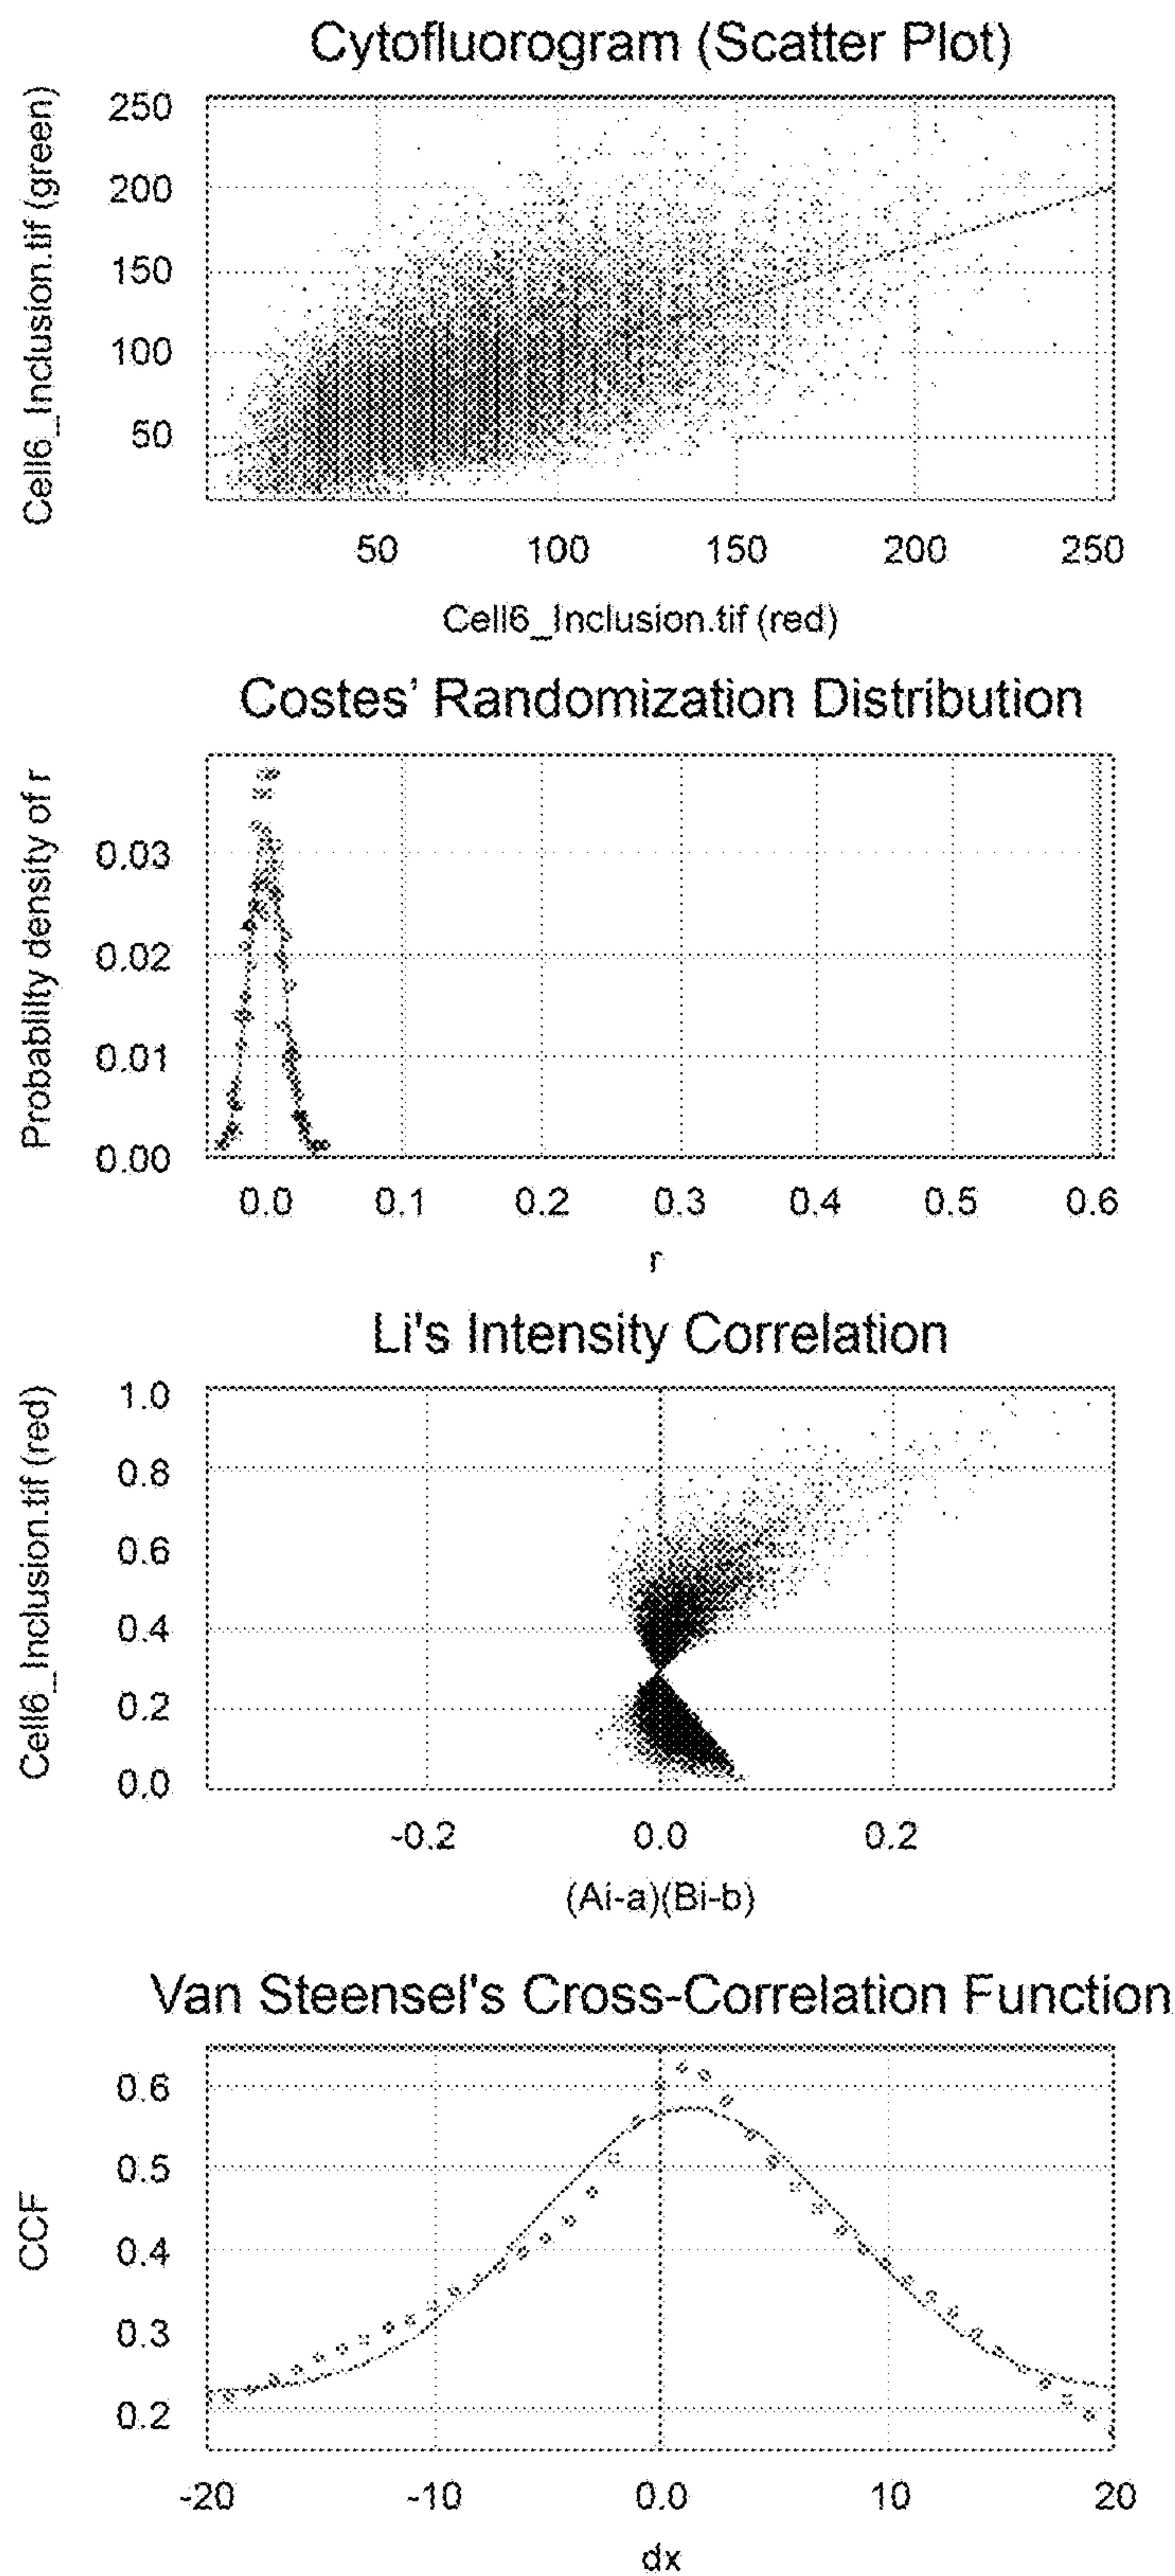 Cytofluorogram (Scatter Plot)
Cell6_Inclusion.tif (green)
250
200
150
100
50
50 100 150 200 250
Cell6_Inclusion.tif (red)
Costes' Randomization Distribution
Probability density of r
0.03
0.02
0.01
0.00
0.0 0.1 0.2 0.3 0.4 0.5 0.6
r
Li's Intensity Correlation
Cell6_Inclusion.tif (red)
1.0
0.8
0.6
0.4
0.2
0.0
-0.2 0.0 0.2
(Ai-a)(Bi-b)
Van Steensel's Cross-Correlation Function
CCF
0.6
0.5
0.4
0.3
0.2
-20 -10 0.0 10 20
dx